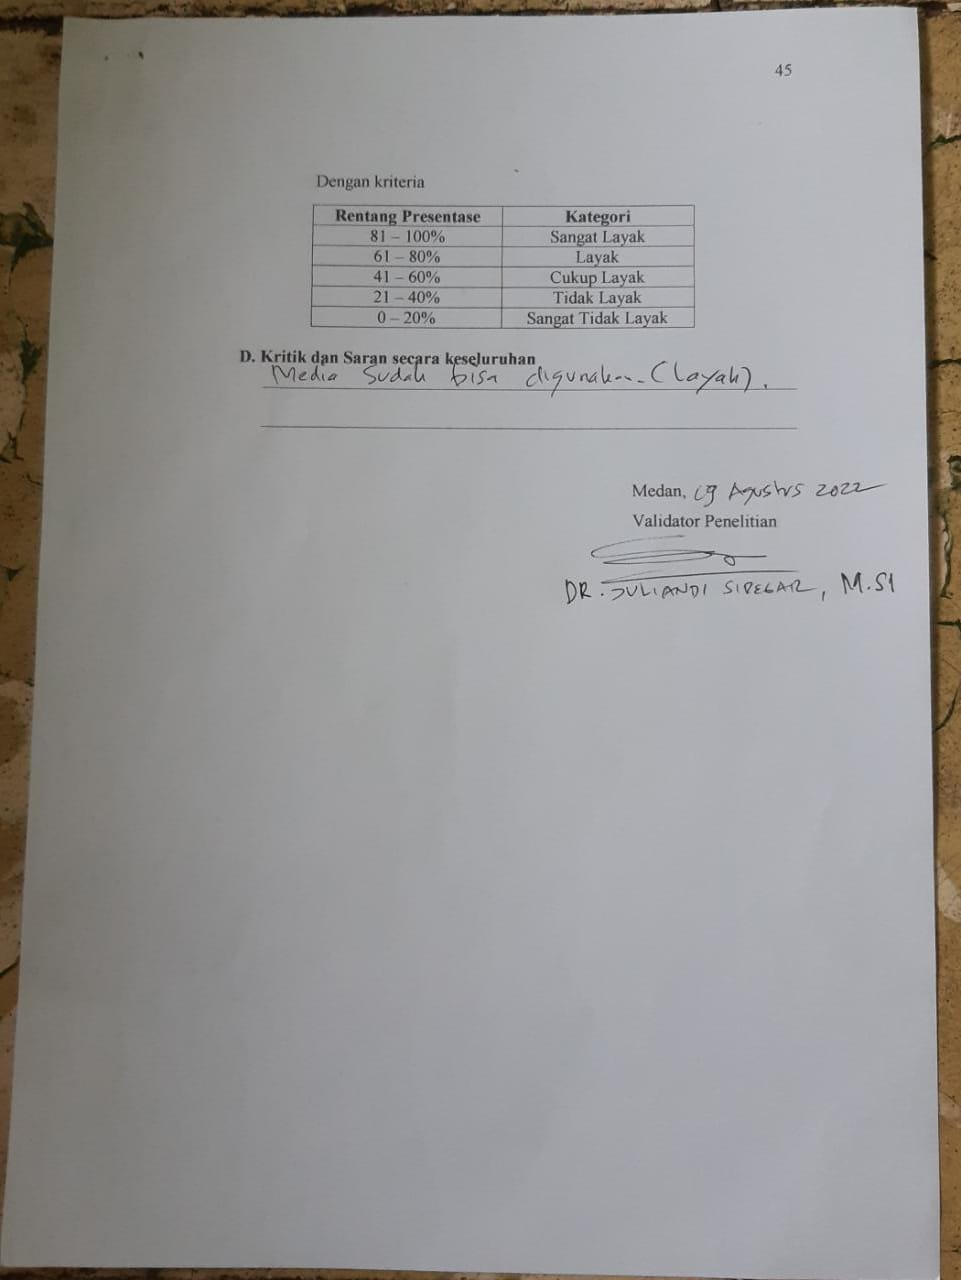 45
Dengan kriteria
Rentang Presentase Kategori
81 – 100% Sangat Layak
61 – 80% Layak
41 – 60% Cukup Layak
21 – 40% Tidak Layak
0 – 20% Sangat Tidak Layak
D. Kritik dan Saran secara keseluruhan
Media Sudah bisa digunakan (Layak).
Medan, Agustus 2022
Validator Penelitian
DR. JULIANDI SIREGAR, M.SI